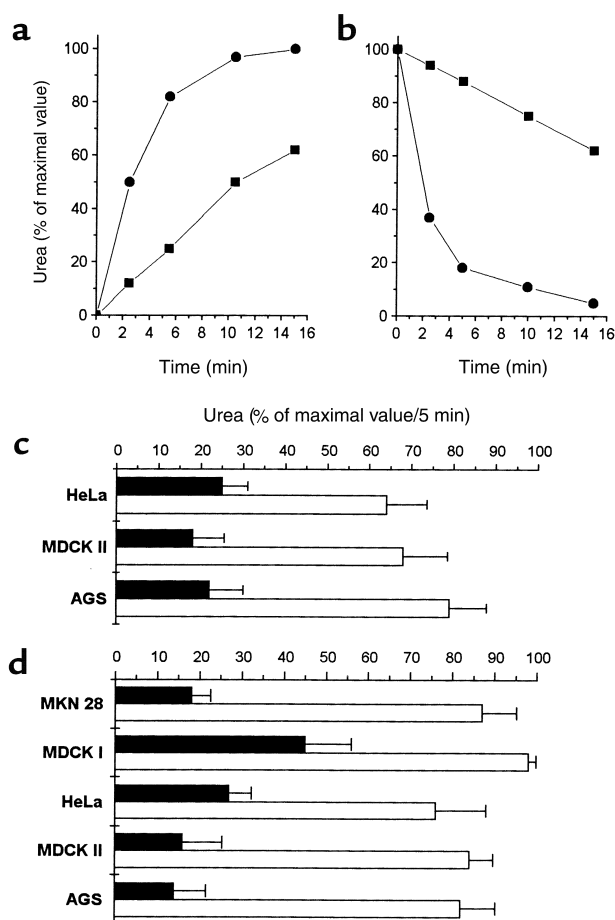 a
100
80
60
40
20
0
Urea (% of maximal value)
0 2 4 6 8 10 12 14 16
Time (min)
b
100
80
60
40
20
0
0 2 4 6 8 10 12 14 16
Time (min)
Urea (% of maximal value/5 min)
c
0 10 20 30 40 50 60 70 80 90 100
HeLa
MDCK II
AGS
d
0 10 20 30 40 50 60 70 80 90 100
MKN 28
MDCK I
HeLa
MDCK II
AGS